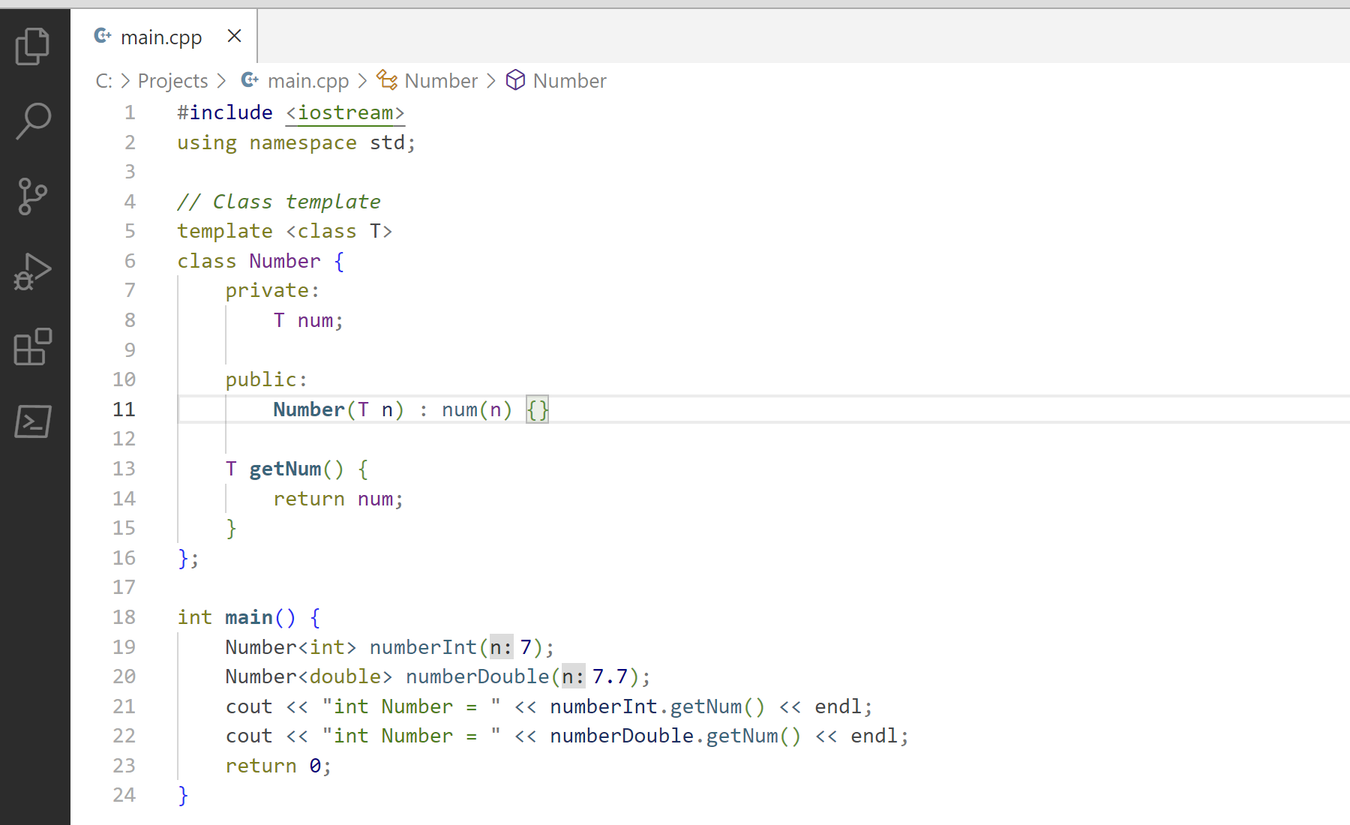 main.cpp
C: > Projects > main.cpp > Number > Number
1 #include <iostream>
2 using namespace std;
3
4 // Class template
5 template <class T>
6 class Number {
7     private:
8         T num;
9
10     public:
11         Number(T n) : num(n) {}
12
13     T getNum() {
14         return num;
15     }
16 };
17
18 int main() {
19     Number<int> numberInt(n: 7);
20     Number<double> numberDouble(n: 7.7);
21     cout << "int Number = " << numberInt.getNum() << endl;
22     cout << "int Number = " << numberDouble.getNum() << endl;
23     return 0;
24 }